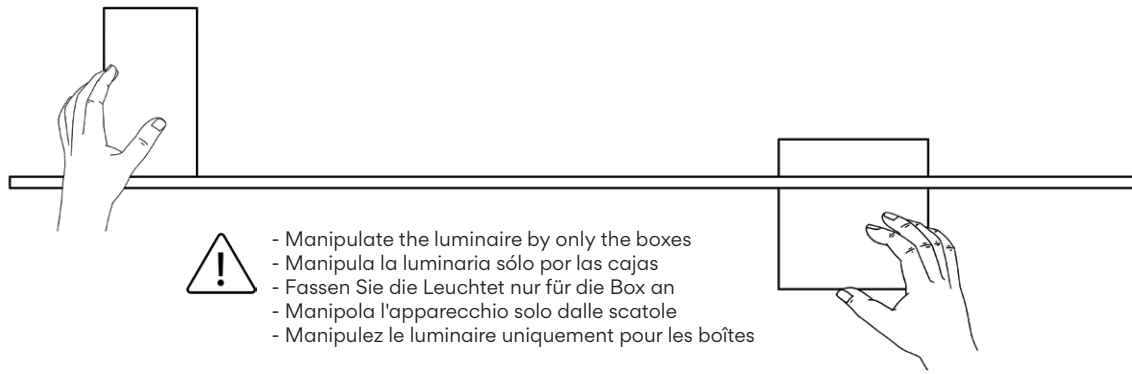 - Manipulate the luminaire by only the boxes
- Manipula la luminaria sólo por las cajas
- Fassen Sie die Leuchtet nur für die Box an
- Manipola l'apparecchio solo dalle scatole
- Manipulez le luminaire uniquement pour les boîtes